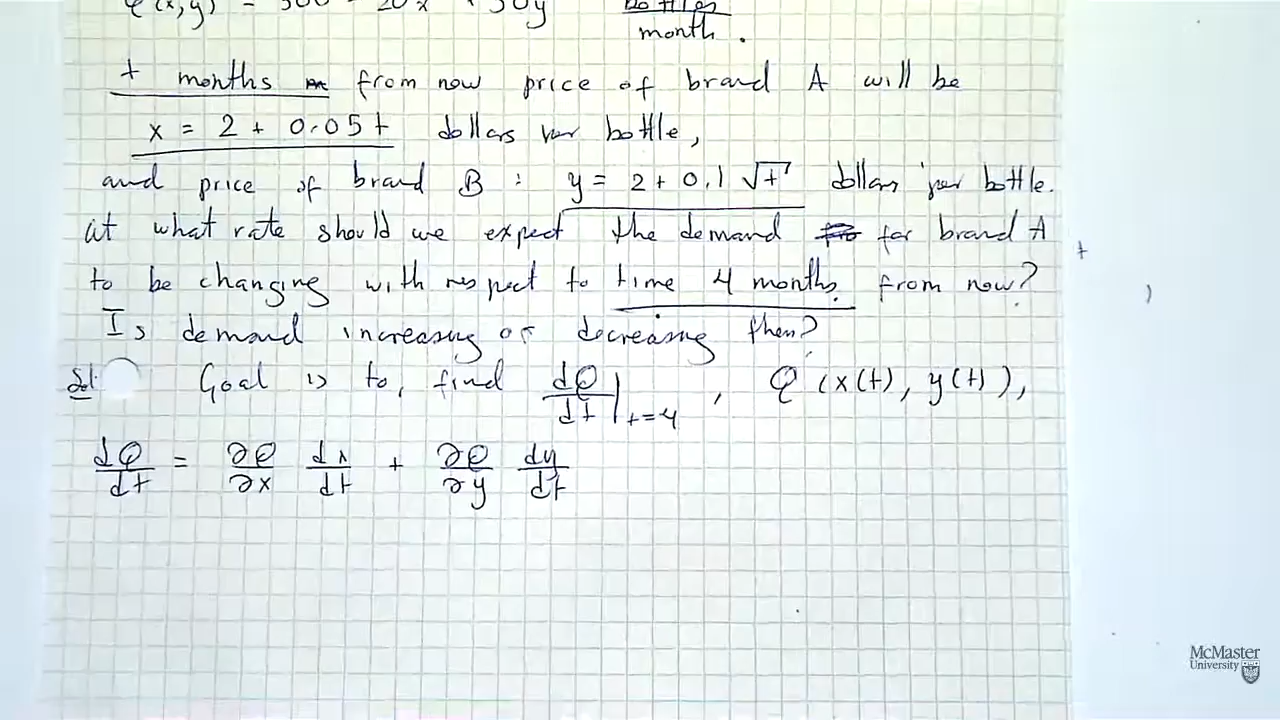 Q(x,y) = 300 - 20x² + 30y bottles/month.
t months from now price of brand A will be
x = 2 + 0.05t dollars per bottle,
and price of brand B : y = 2 + 0.1 √t dollars per bottle.
at what rate should we expect the demand for brand A
to be changing with respect to time 4 months from now?
Is demand increasing or decreasing then?
Sol: Goal is to, find dQ/dt|t=4 , Q (x(t), y(t)),
dQ/dt = ∂Q/∂x dx/dt + ∂Q/∂y dy/dt
McMaster
University